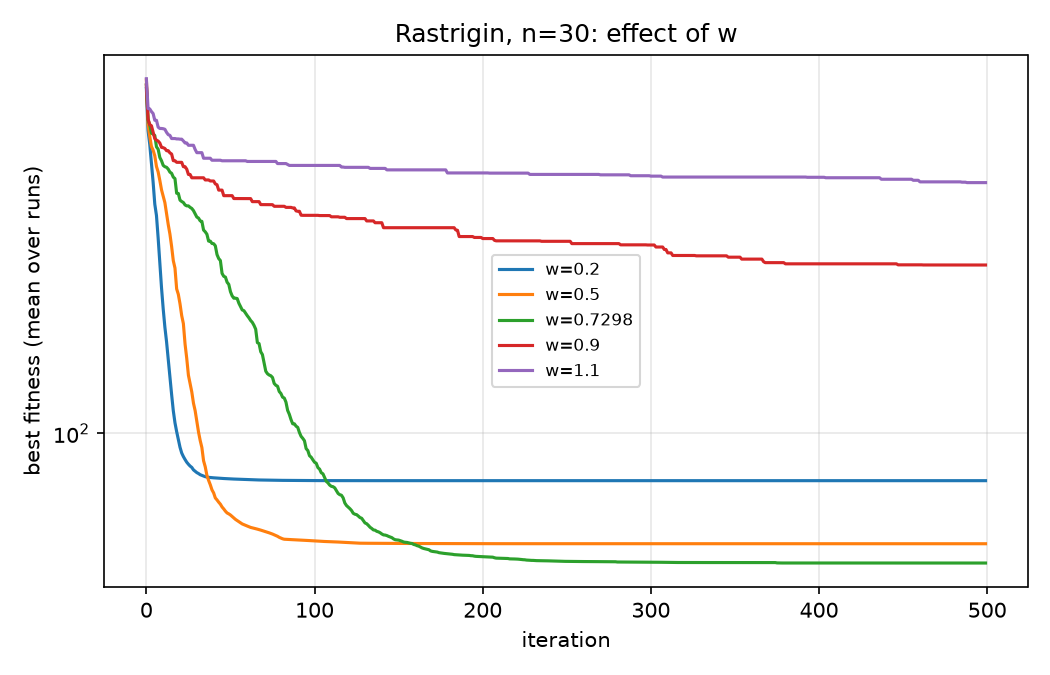 Rastrigin, n=30: effect of w
best fitness (mean over runs)
10²
w=0.2
w=0.5
w=0.7298
w=0.9
w=1.1
0 100 200 300 400 500
iteration